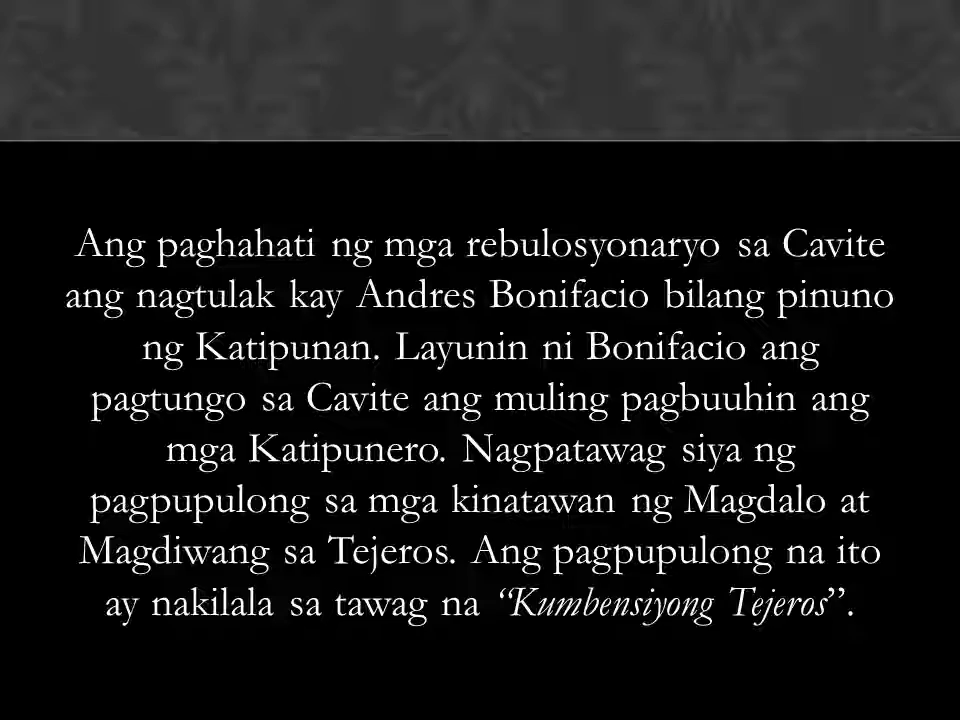 Ang paghahati ng mga rebulosyonaryo sa Cavite
ang nagtulak kay Andres Bonifacio bilang pinuno
ng Katipunan. Layunin ni Bonifacio ang
pagtungo sa Cavite ang muling pagbuuhin ang
mga Katipunero. Nagpatawag siya ng
pagpupulong sa mga kinatawan ng Magdalo at
Magdiwang sa Tejeros. Ang pagpupulong na ito
ay nakilala sa tawag na “Kumbensiyong Tejeros”.